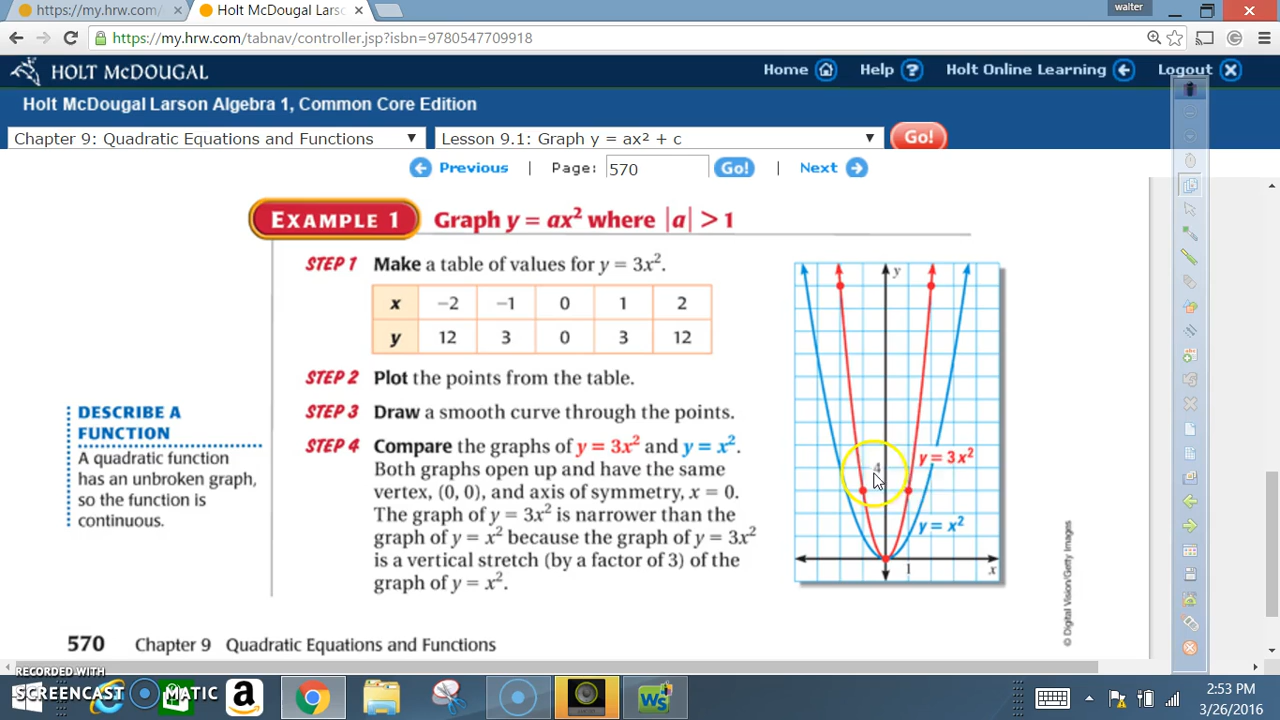 https://my.hrw.com/
Holt McDougal Lars
walter
https://my.hrw.com/tabnav/controller.jsp?isbn=9780547709918
HOLT MCDOUGAL
Home
Help
?
Holt Online Learning
Logout
Holt McDougal Larson Algebra 1, Common Core Edition
Chapter 9: Quadratic Equations and Functions
Lesson 9.1: Graph y = ax² + c
Go!
Previous | Page: 570 Go! | Next
EXAMPLE 1 Graph y = ax² where |a| > 1
STEP 1 Make a table of values for y = 3x².
x −2 −1 0 1 2
y 12 3 0 3 12
STEP 2 Plot the points from the table.
STEP 3 Draw a smooth curve through the points.
STEP 4 Compare the graphs of y = 3x² and y = x².
Both graphs open up and have the same
vertex, (0, 0), and axis of symmetry, x = 0.
The graph of y = 3x² is narrower than the
graph of y = x² because the graph of y = 3x²
is a vertical stretch (by a factor of 3) of the
graph of y = x².
DESCRIBE A
FUNCTION
A quadratic function
has an unbroken graph,
so the function is
continuous.
y
4
y = 3x²
y = x²
1
x
© Digital Vision/Getty Images
570 Chapter 9 Quadratic Equations and Functions
RECORDED WITH
SCREENCAST MATIC
2:53 PM
3/26/2016